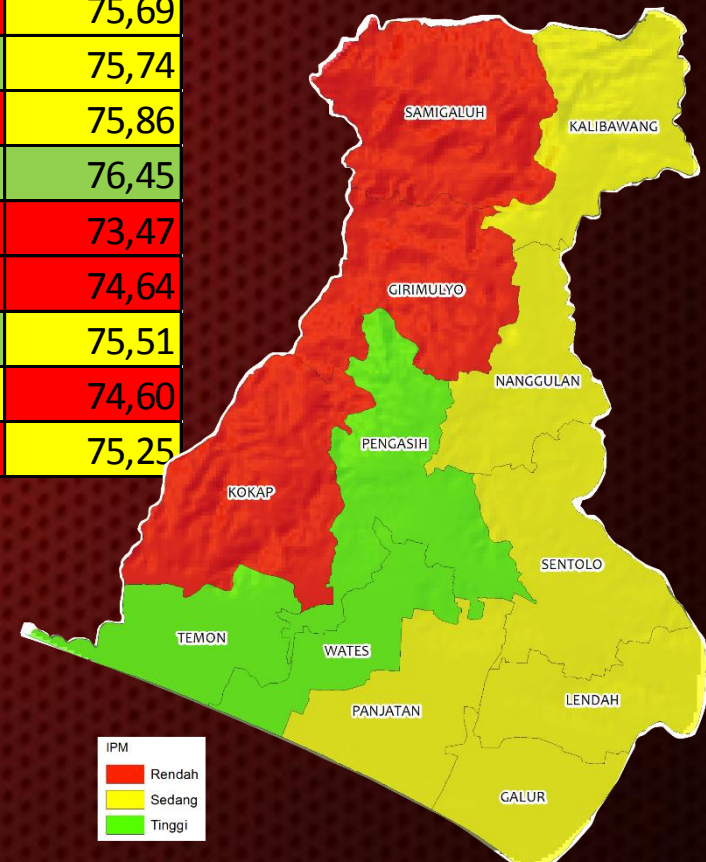 75,69
75,74
75,86
76,45
73,47
74,64
75,51
74,60
75,25
SAMIGALUH
KALIBAWANG
GIRIMULYO
NANGGULAN
PENGASIH
KOKAP
SENTOLO
TEMON
WATES
LENDAH
PANJATAN
GALUR
IPM
Rendah
Sedang
Tinggi